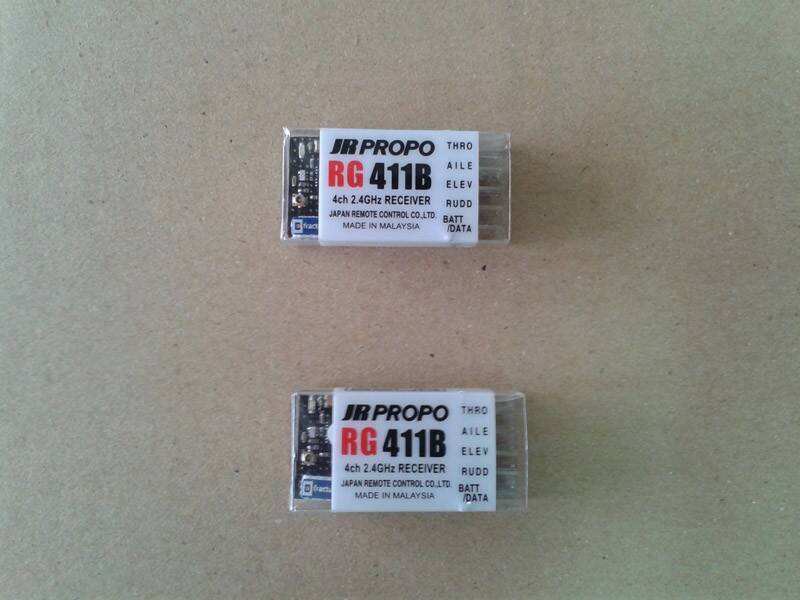 JR PROPO
RG 411B
4ch 2.4GHz RECEIVER
JAPAN REMOTE CONTROL CO.,LTD.
MADE IN MALAYSIA
THRO
AILE
ELEV
RUDD
BATT
/DATA
fract
JR PROPO
RG 411B
4ch 2.4GHz RECEIVER
JAPAN REMOTE CONTROL CO.,LTD.
MADE IN MALAYSIA
THRO
AILE
ELEV
RUDD
BATT
/DATA
fract